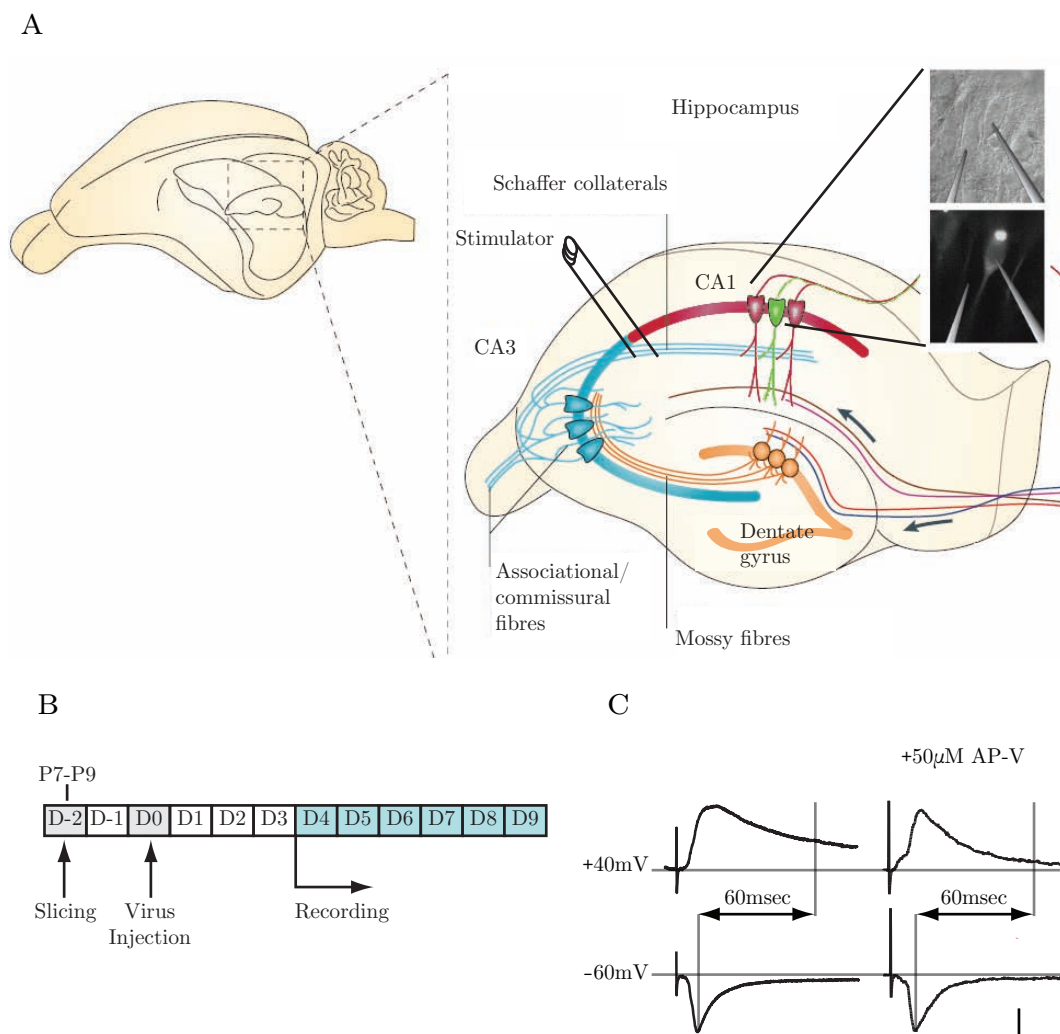 A
Hippocampus
Schaffer collaterals
Stimulator
CA1
CA3
Dentate
gyrus
Associational/
commissural
fibres
Mossy fibres
B
P7-P9
D-2 D-1 D0 D1 D2 D3 D4 D5 D6 D7 D8 D9
Slicing
Virus
Injection
Recording
C
+50μM AP-V
+40mV
60msec
60msec
-60mV